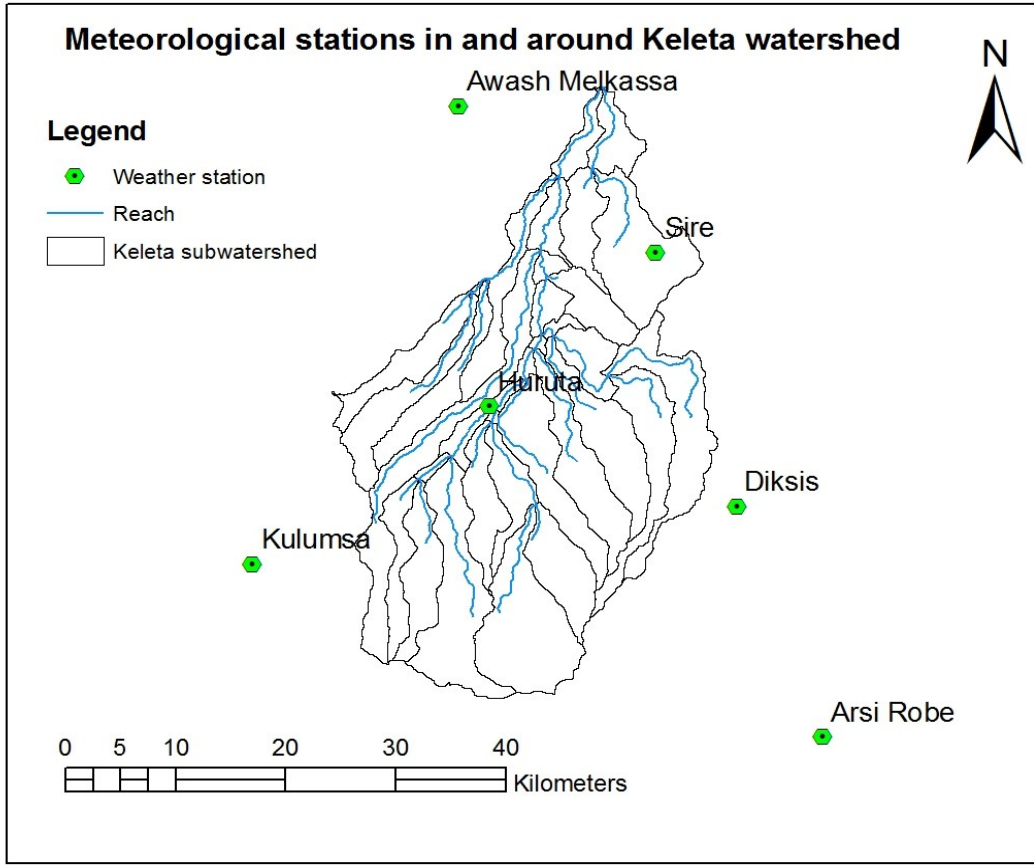 Meteorological stations in and around Keleta watershed
N
Awash Melkassa
Legend
Weather station
Reach
Keleta subwatershed
Sire
Huruta
Diksis
Kulumsa
Arsi Robe
0 5 10 20 30 40
Kilometers